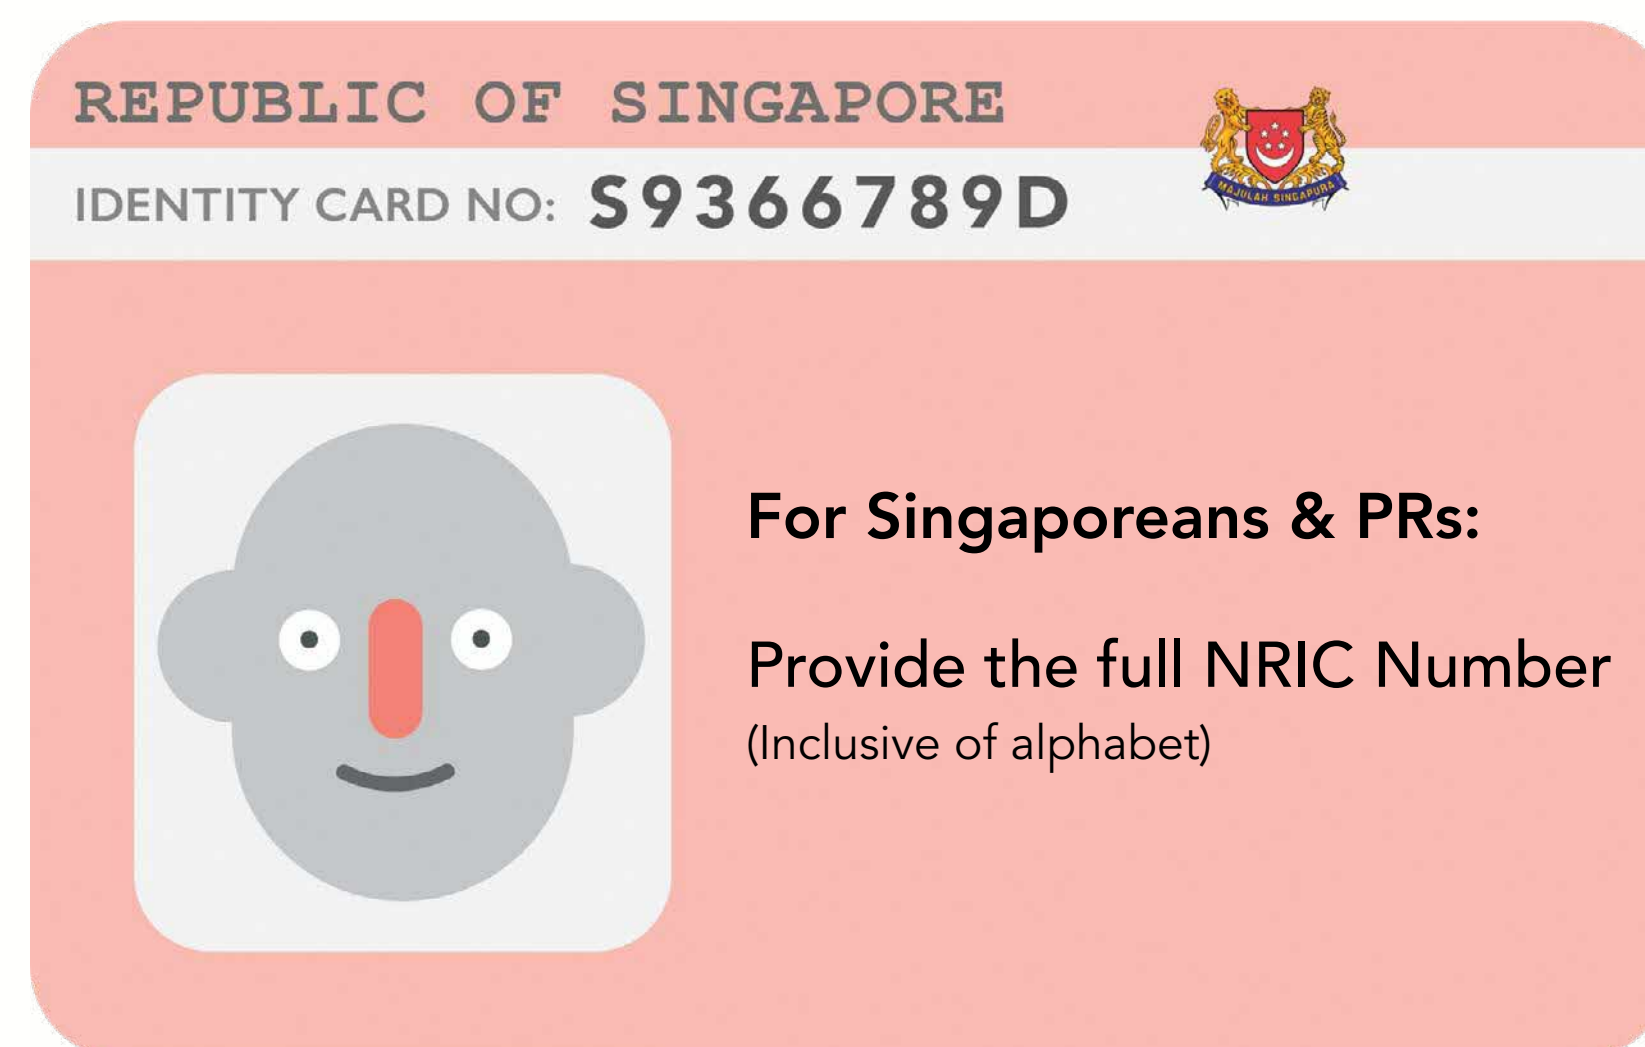 REPUBLIC OF SINGAPORE
IDENTITY CARD NO: S9366789D
MAJULAH SINGAPURA
For Singaporeans & PRs:
Provide the full NRIC Number
(Inclusive of alphabet)